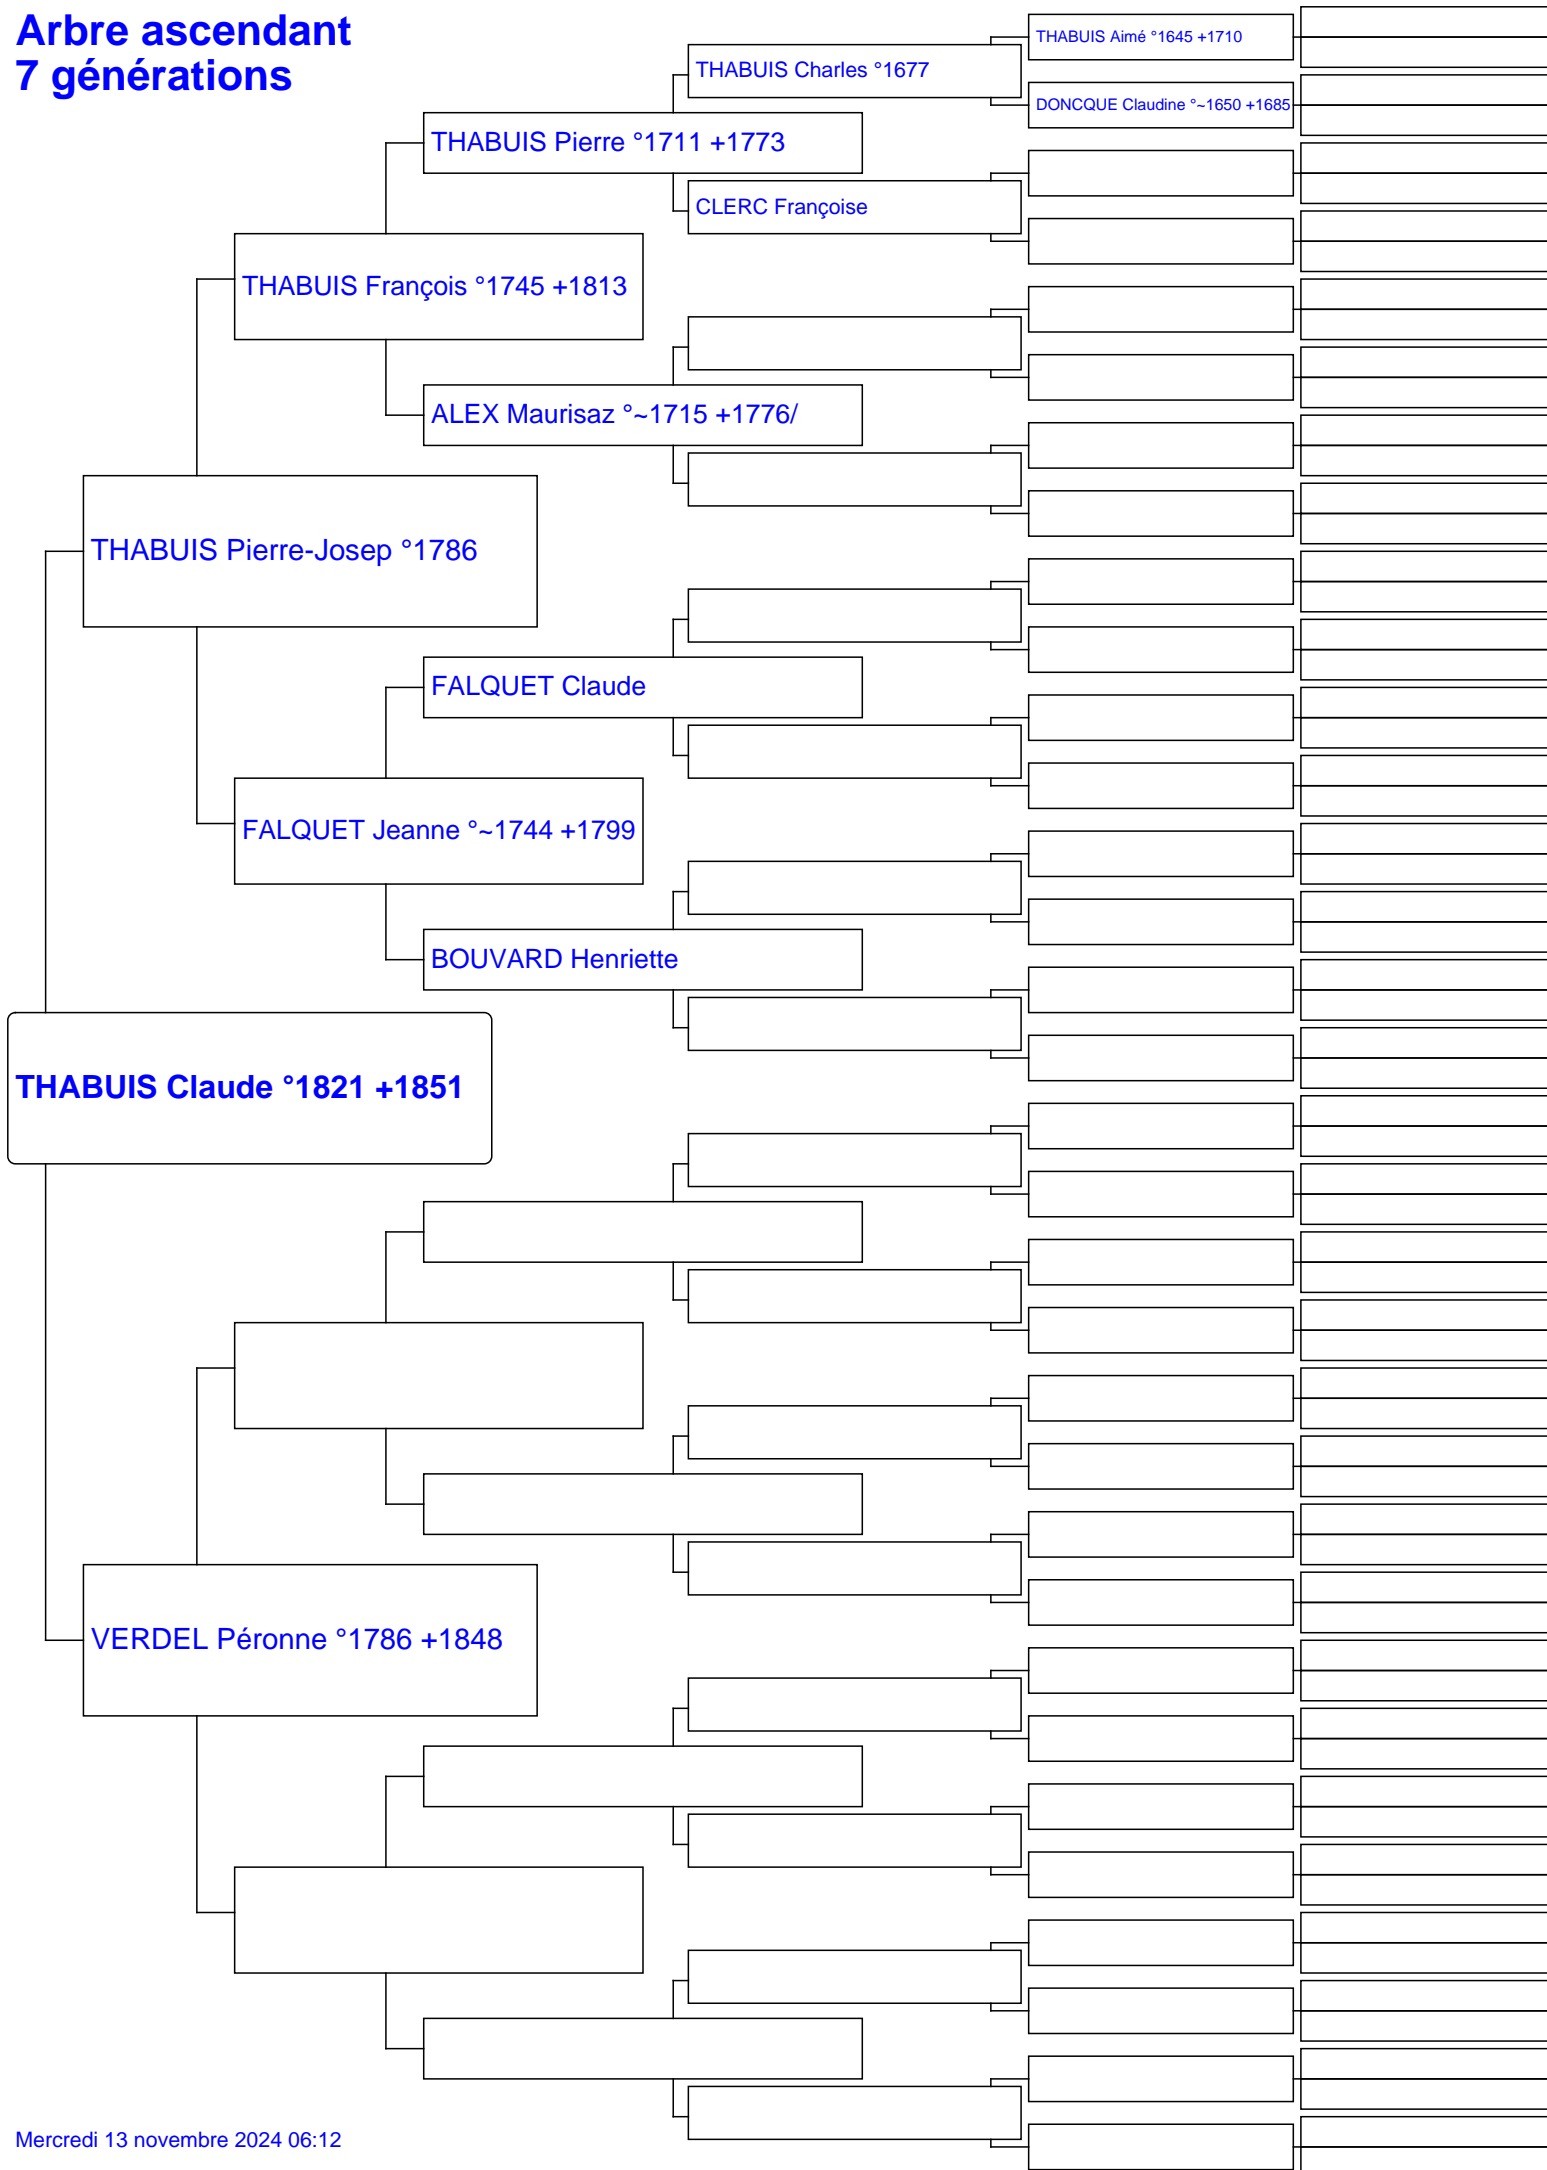 Arbre ascendant
7 générations
THABUIS Aimé °1645 +1710
THABUIS Charles °1677
DONCQUE Claudine °~1650 +1685
THABUIS Pierre °1711 +1773
CLERC Françoise
THABUIS François °1745 +1813
ALEX Maurisaz °~1715 +1776/
THABUIS Pierre-Josep °1786
FALQUET Claude
FALQUET Jeanne °~1744 +1799
BOUVARD Henriette
THABUIS Claude °1821 +1851
VERDEL Péronne °1786 +1848
Mercredi 13 novembre 2024 06:12